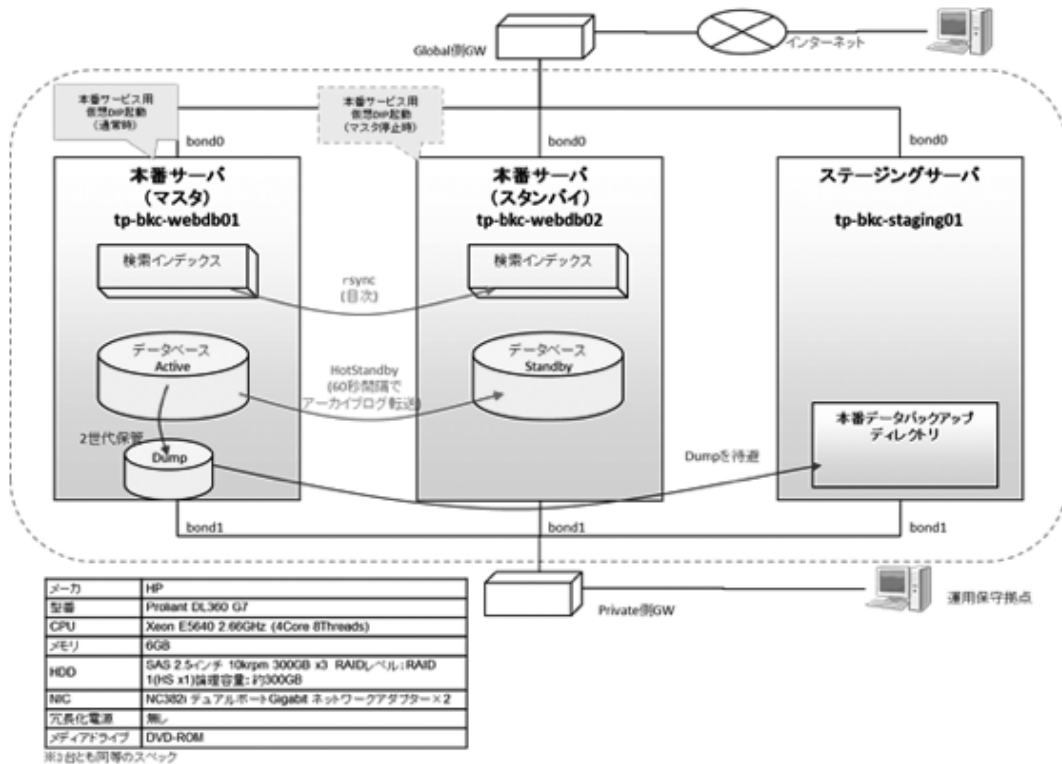 Global側GW
インターネット
本番サービス用
仮想DIP起動
(通常時)
本番サービス用
仮想DIP起動
(マスタ停止時)
bond0
bond0
bond0
本番サーバ
(マスタ)
tp-bkc-webdb01
本番サーバ
(スタンバイ)
tp-bkc-webdb02
ステージングサーバ
tp-bkc-staging01
検索インデックス
検索インデックス
rsync
(目次)
データベース
Active
データベース
Standby
HotStandby
(60秒間隔で
アーカイブログ転送)
2世代保管
Dump
Dumpを待避
本番データバックアップ
ディレクトリ
bond1
bond1
bond1
Private側GW
運用保守拠点
メーカ HP
型番 Proliant DL360 G7
CPU Xeon E5640 2.66GHz (4Core 8Threads)
メモリ 6GB
HDD SAS 2.5インチ 10krpm 300GB x3 RAIDレベル:RAID
1(HS x1)論理容量:約300GB
NIC NC382i デュアルポートGigabit ネットワークアダプター×2
冗長化電源 無し
メディアドライブ DVD-ROM
※3台とも同等のスペック